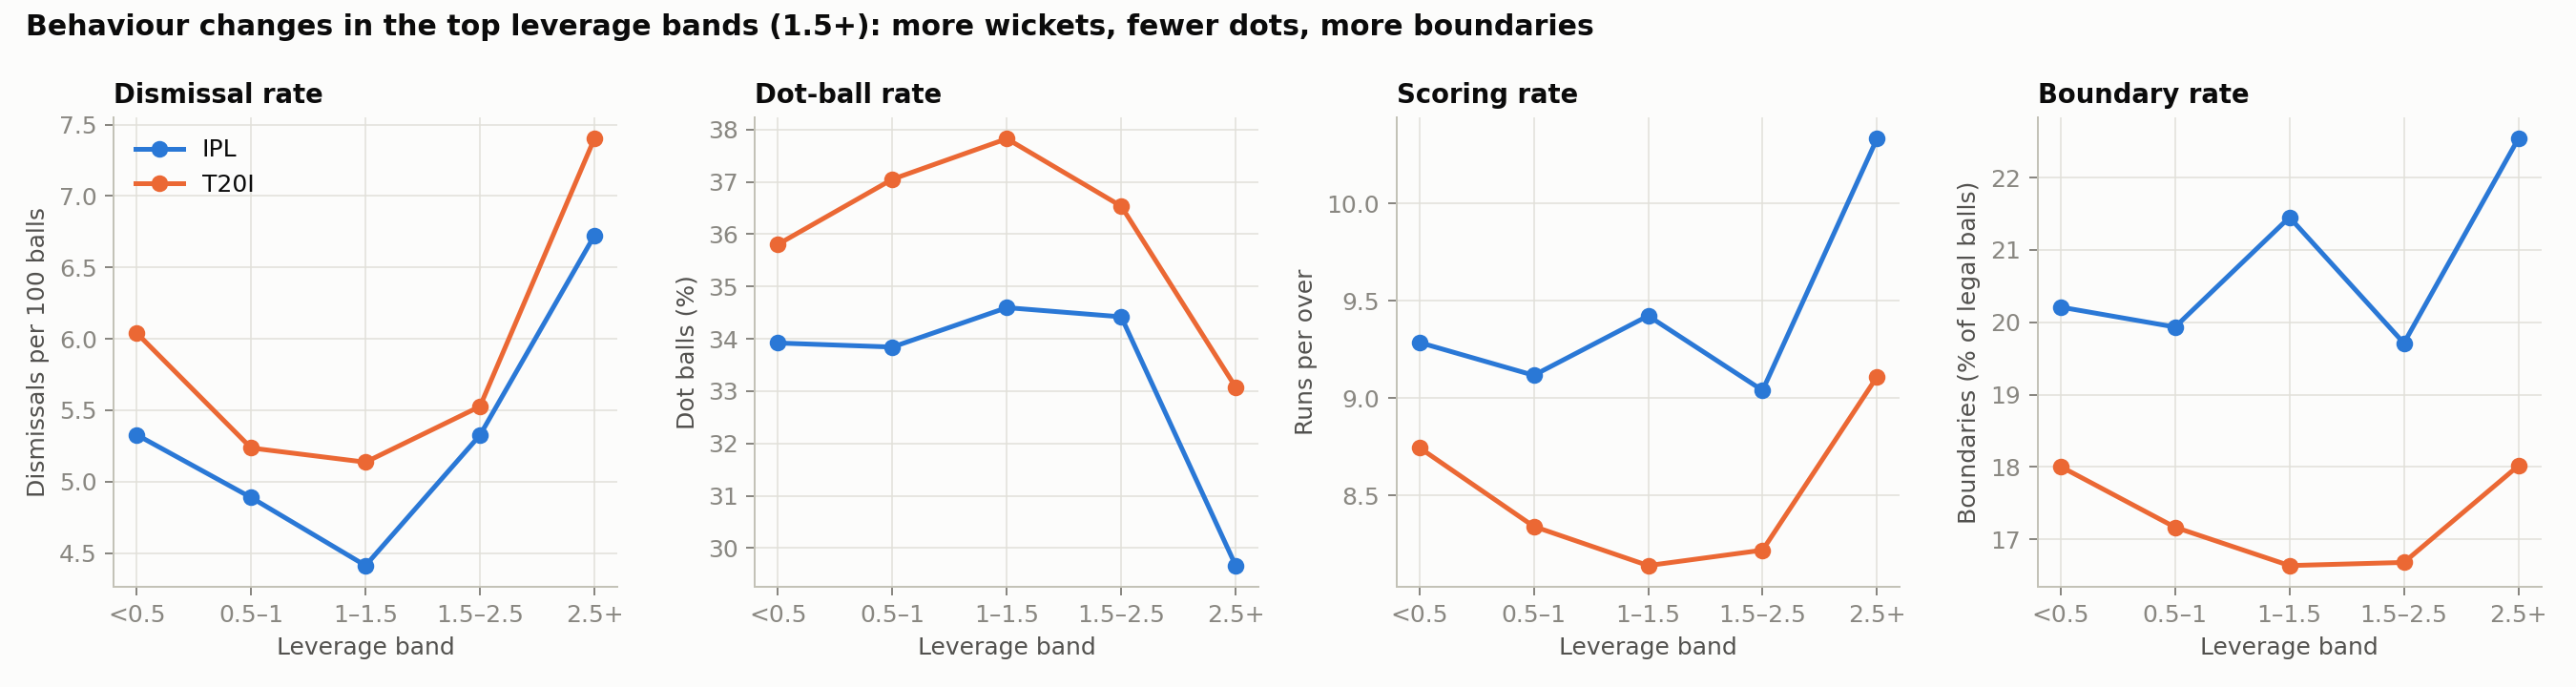 Behaviour changes in the top leverage bands (1.5+): more wickets, fewer dots, more boundaries
Dismissal rate
Dismissals per 100 balls
7.5
7.0
6.5
6.0
5.5
5.0
4.5
IPL
T20I
<0.5 0.5–1 1–1.5 1.5–2.5 2.5+
Leverage band
Dot-ball rate
Dot balls (%)
38
37
36
35
34
33
32
31
30
<0.5 0.5–1 1–1.5 1.5–2.5 2.5+
Leverage band
Scoring rate
Runs per over
10.0
9.5
9.0
8.5
<0.5 0.5–1 1–1.5 1.5–2.5 2.5+
Leverage band
Boundary rate
Boundaries (% of legal balls)
22
21
20
19
18
17
<0.5 0.5–1 1–1.5 1.5–2.5 2.5+
Leverage band